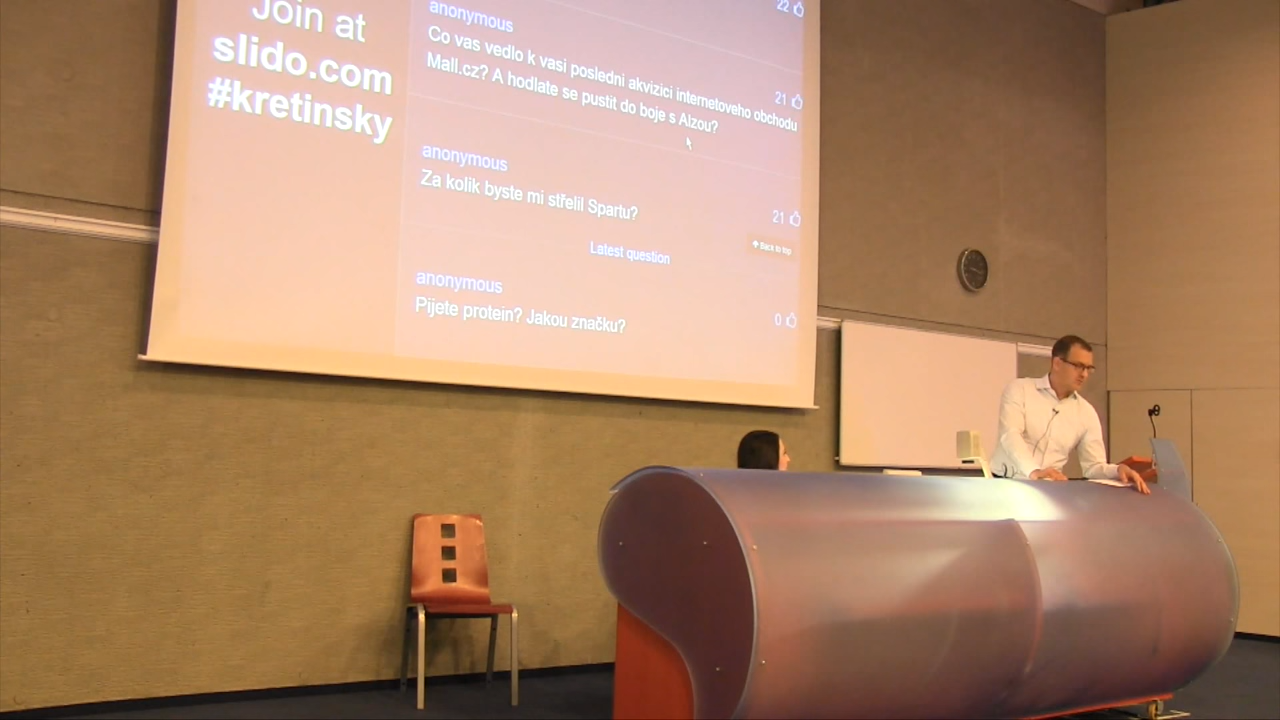 Join at
slido.com
#kretinsky
22
anonymous
Co vas vedlo k vasi posledni akvizici internetoveho obchodu
Mall.cz? A hodlate se pustit do boje s Alzou?
21
anonymous
Za kolik byste mi střelil Spartu?
21
Back to top
Latest question
anonymous
Pijete protein? Jakou značku?
0